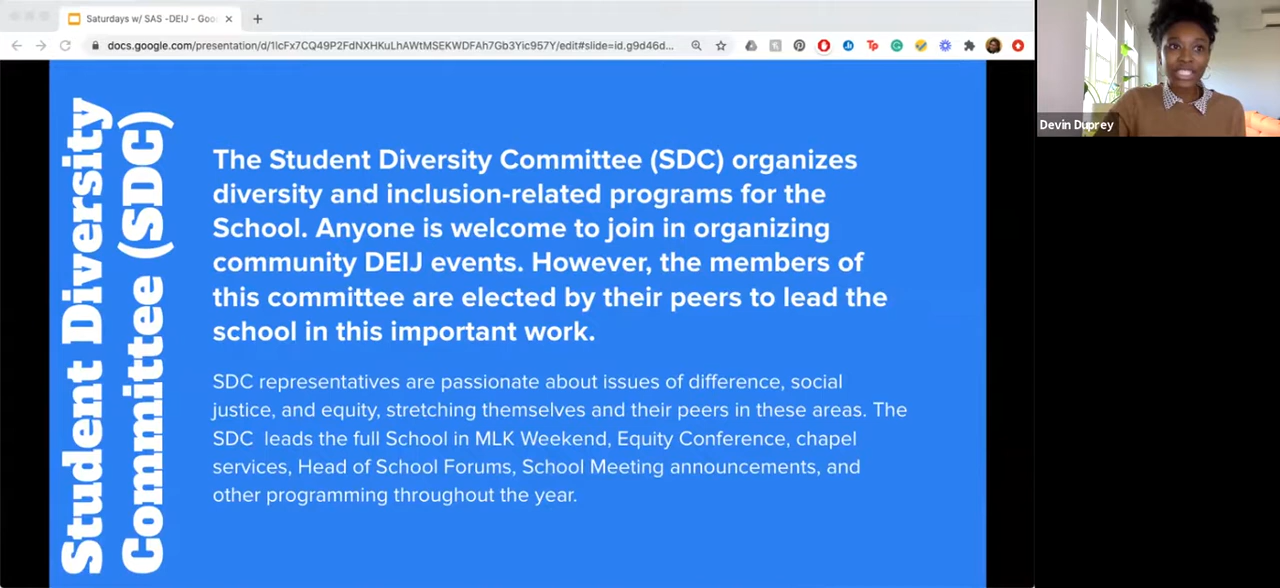 Saturdays w/ SAS -DEIJ - Goo
docs.google.com/presentation/d/1lcFx7CQ49P2FdNXHKuLhAWtMSEKWDFAh7Gb3Yic957Y/edit#slide=id.g9d46d...
Devin Duprey
Student Diversity
Committee (SDC)
The Student Diversity Committee (SDC) organizes
diversity and inclusion-related programs for the
School. Anyone is welcome to join in organizing
community DEIJ events. However, the members of
this committee are elected by their peers to lead the
school in this important work.
SDC representatives are passionate about issues of difference, social
justice, and equity, stretching themselves and their peers in these areas. The
SDC  leads the full School in MLK Weekend, Equity Conference, chapel
services, Head of School Forums, School Meeting announcements, and
other programming throughout the year.